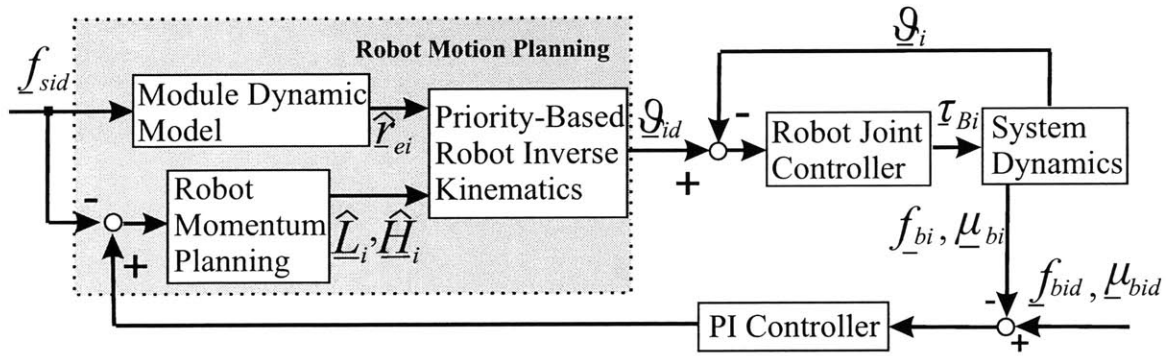 Robot Motion Planning
f_sid
Module Dynamic
Model
r̂_ei
Robot
Momentum
Planning
L̂_i, Ĥ_i
Priority-Based
Robot Inverse
Kinematics
ϑ_id
+
-
ϑ_i
Robot Joint
Controller
τ_Bi
System
Dynamics
f_bi, μ_bi
-
+
f_bid, μ_bid
PI Controller
-
+